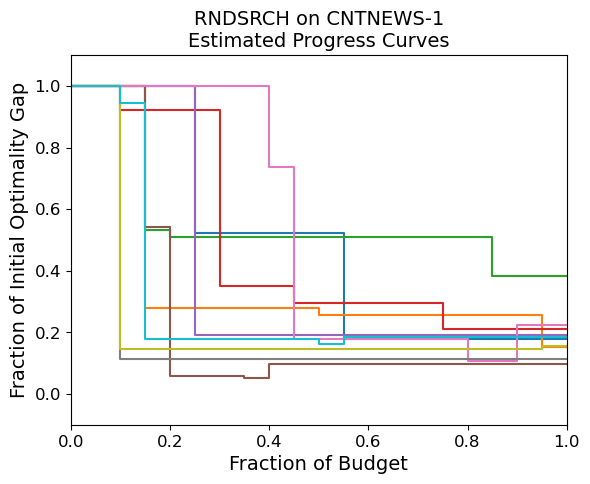 RNDSRCH on CNTNEWS-1
Estimated Progress Curves
Fraction of Initial Optimality Gap
1.0
0.8
0.6
0.4
0.2
0.0
0.0 0.2 0.4 0.6 0.8 1.0
Fraction of Budget